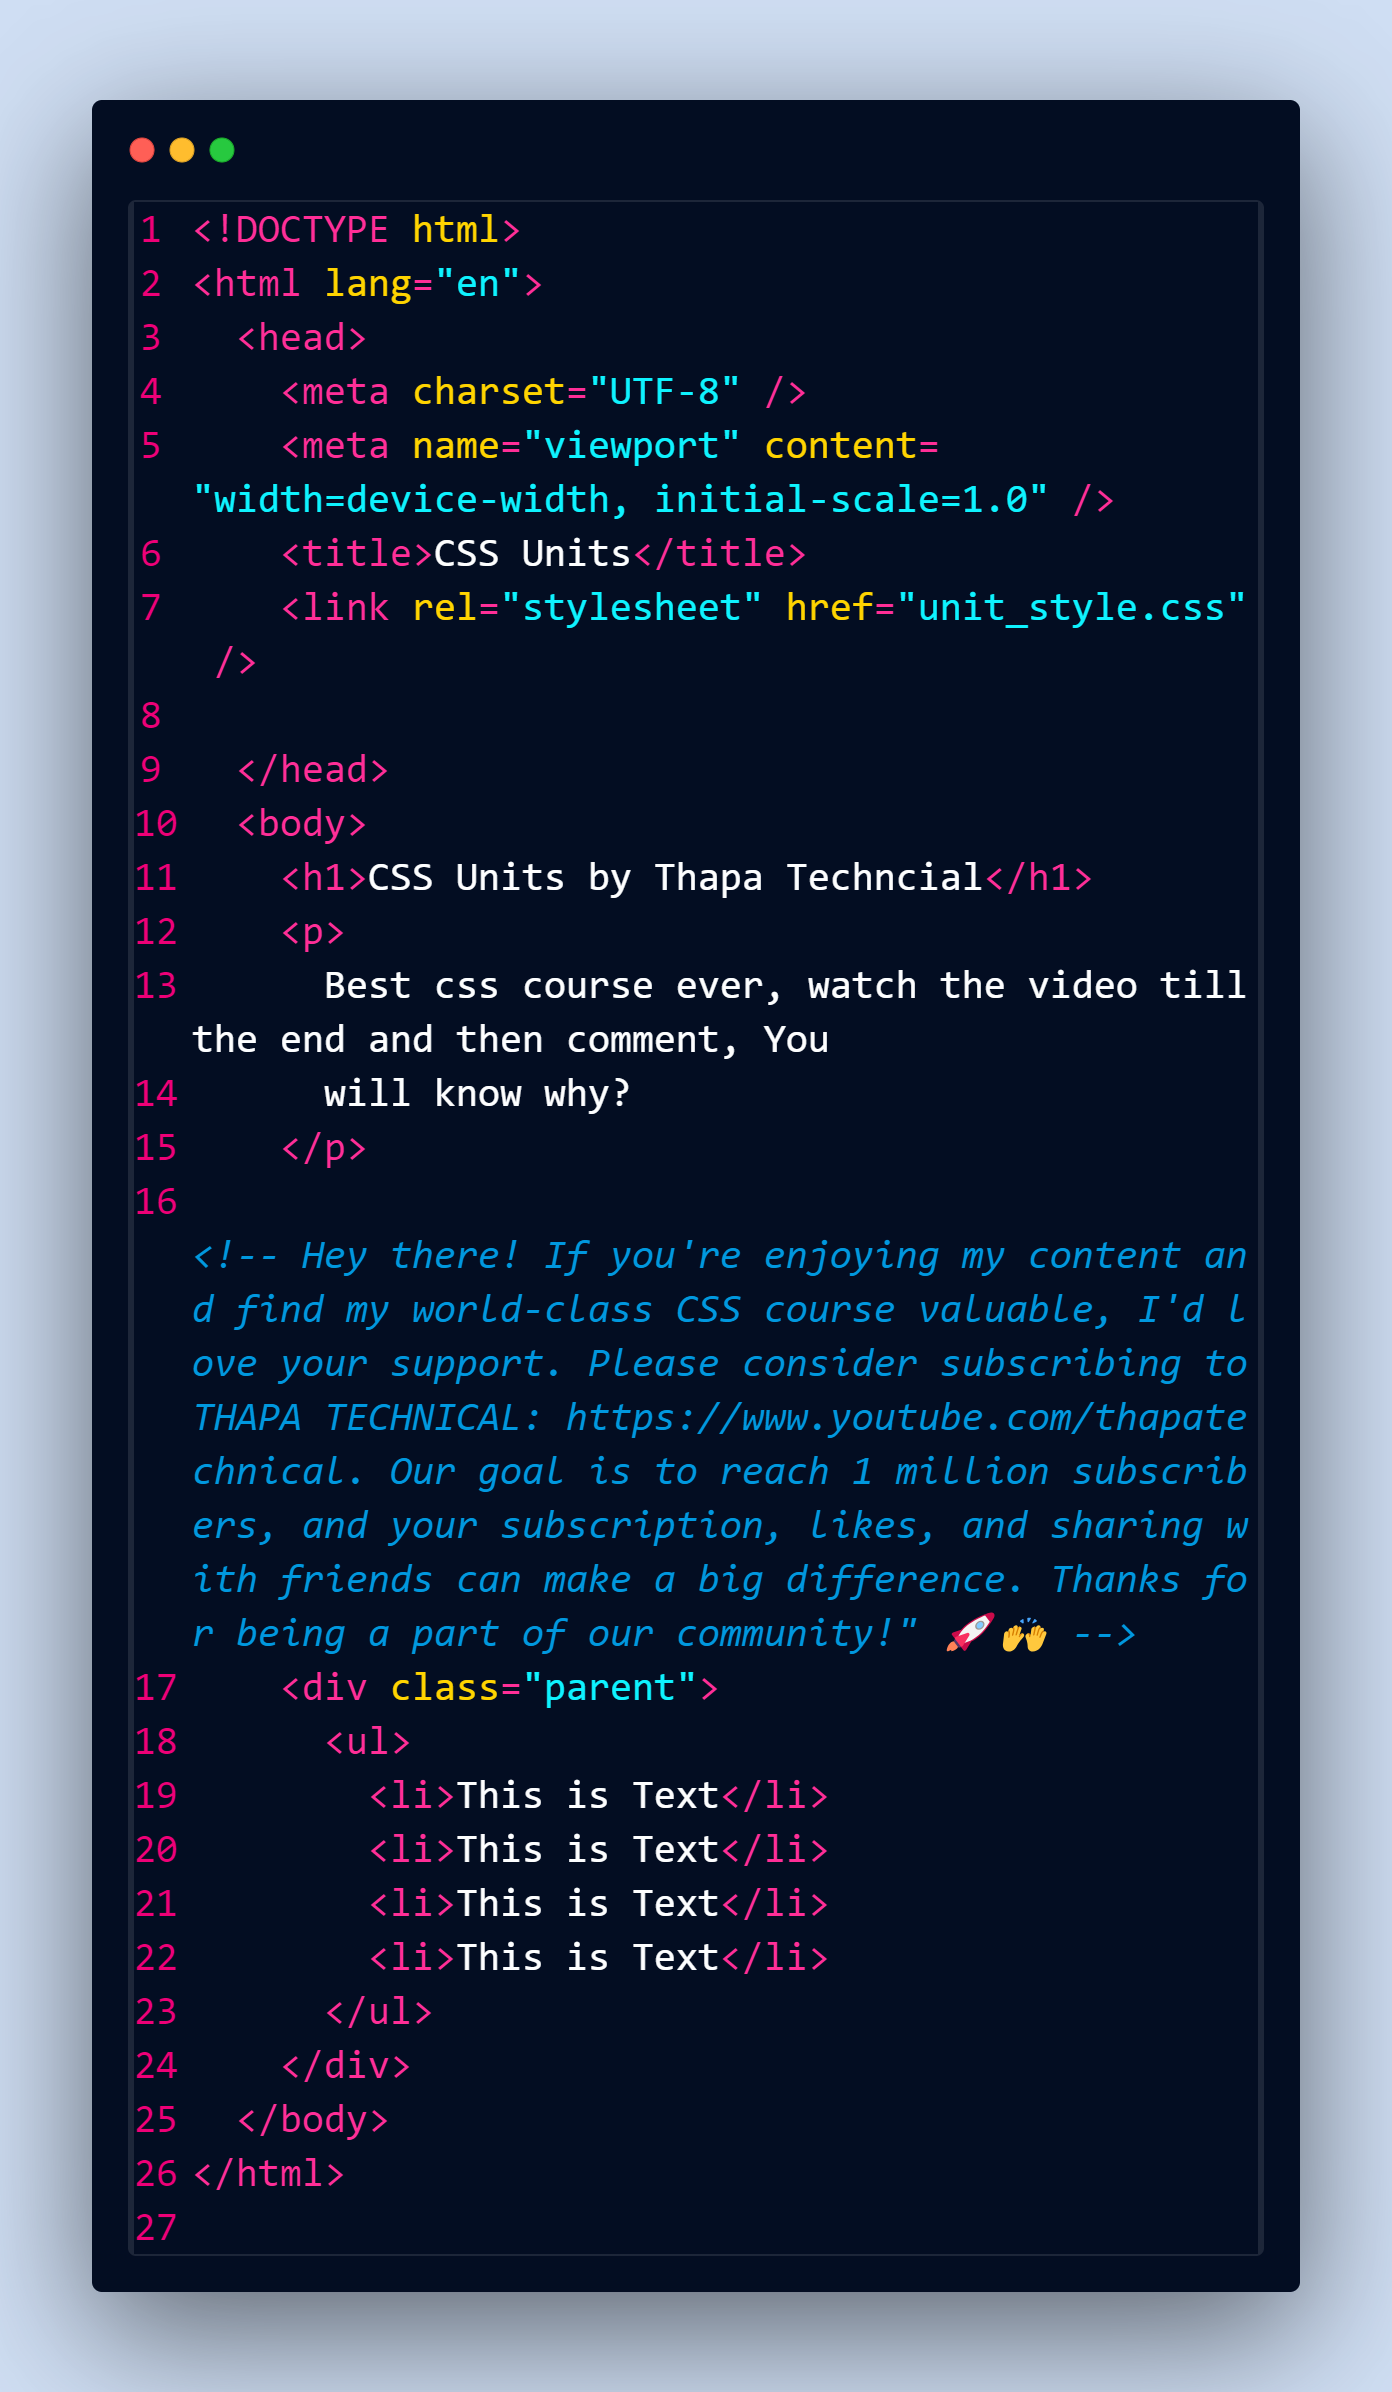 1 <!DOCTYPE html>
2 <html lang="en">
3   <head>
4     <meta charset="UTF-8" />
5     <meta name="viewport" content=
"width=device-width, initial-scale=1.0" />
6     <title>CSS Units</title>
7     <link rel="stylesheet" href="unit_style.css"
 />
8
9   </head>
10   <body>
11     <h1>CSS Units by Thapa Techncial</h1>
12     <p>
13       Best css course ever, watch the video till
the end and then comment, You
14       will know why?
15     </p>
16
<!-- Hey there! If you're enjoying my content an
d find my world-class CSS course valuable, I'd l
ove your support. Please consider subscribing to
THAPA TECHNICAL: https://www.youtube.com/thapate
chnical. Our goal is to reach 1 million subscrib
ers, and your subscription, likes, and sharing w
ith friends can make a big difference. Thanks fo
r being a part of our community!" 🚀🙌 -->
17     <div class="parent">
18       <ul>
19         <li>This is Text</li>
20         <li>This is Text</li>
21         <li>This is Text</li>
22         <li>This is Text</li>
23       </ul>
24     </div>
25   </body>
26 </html>
27